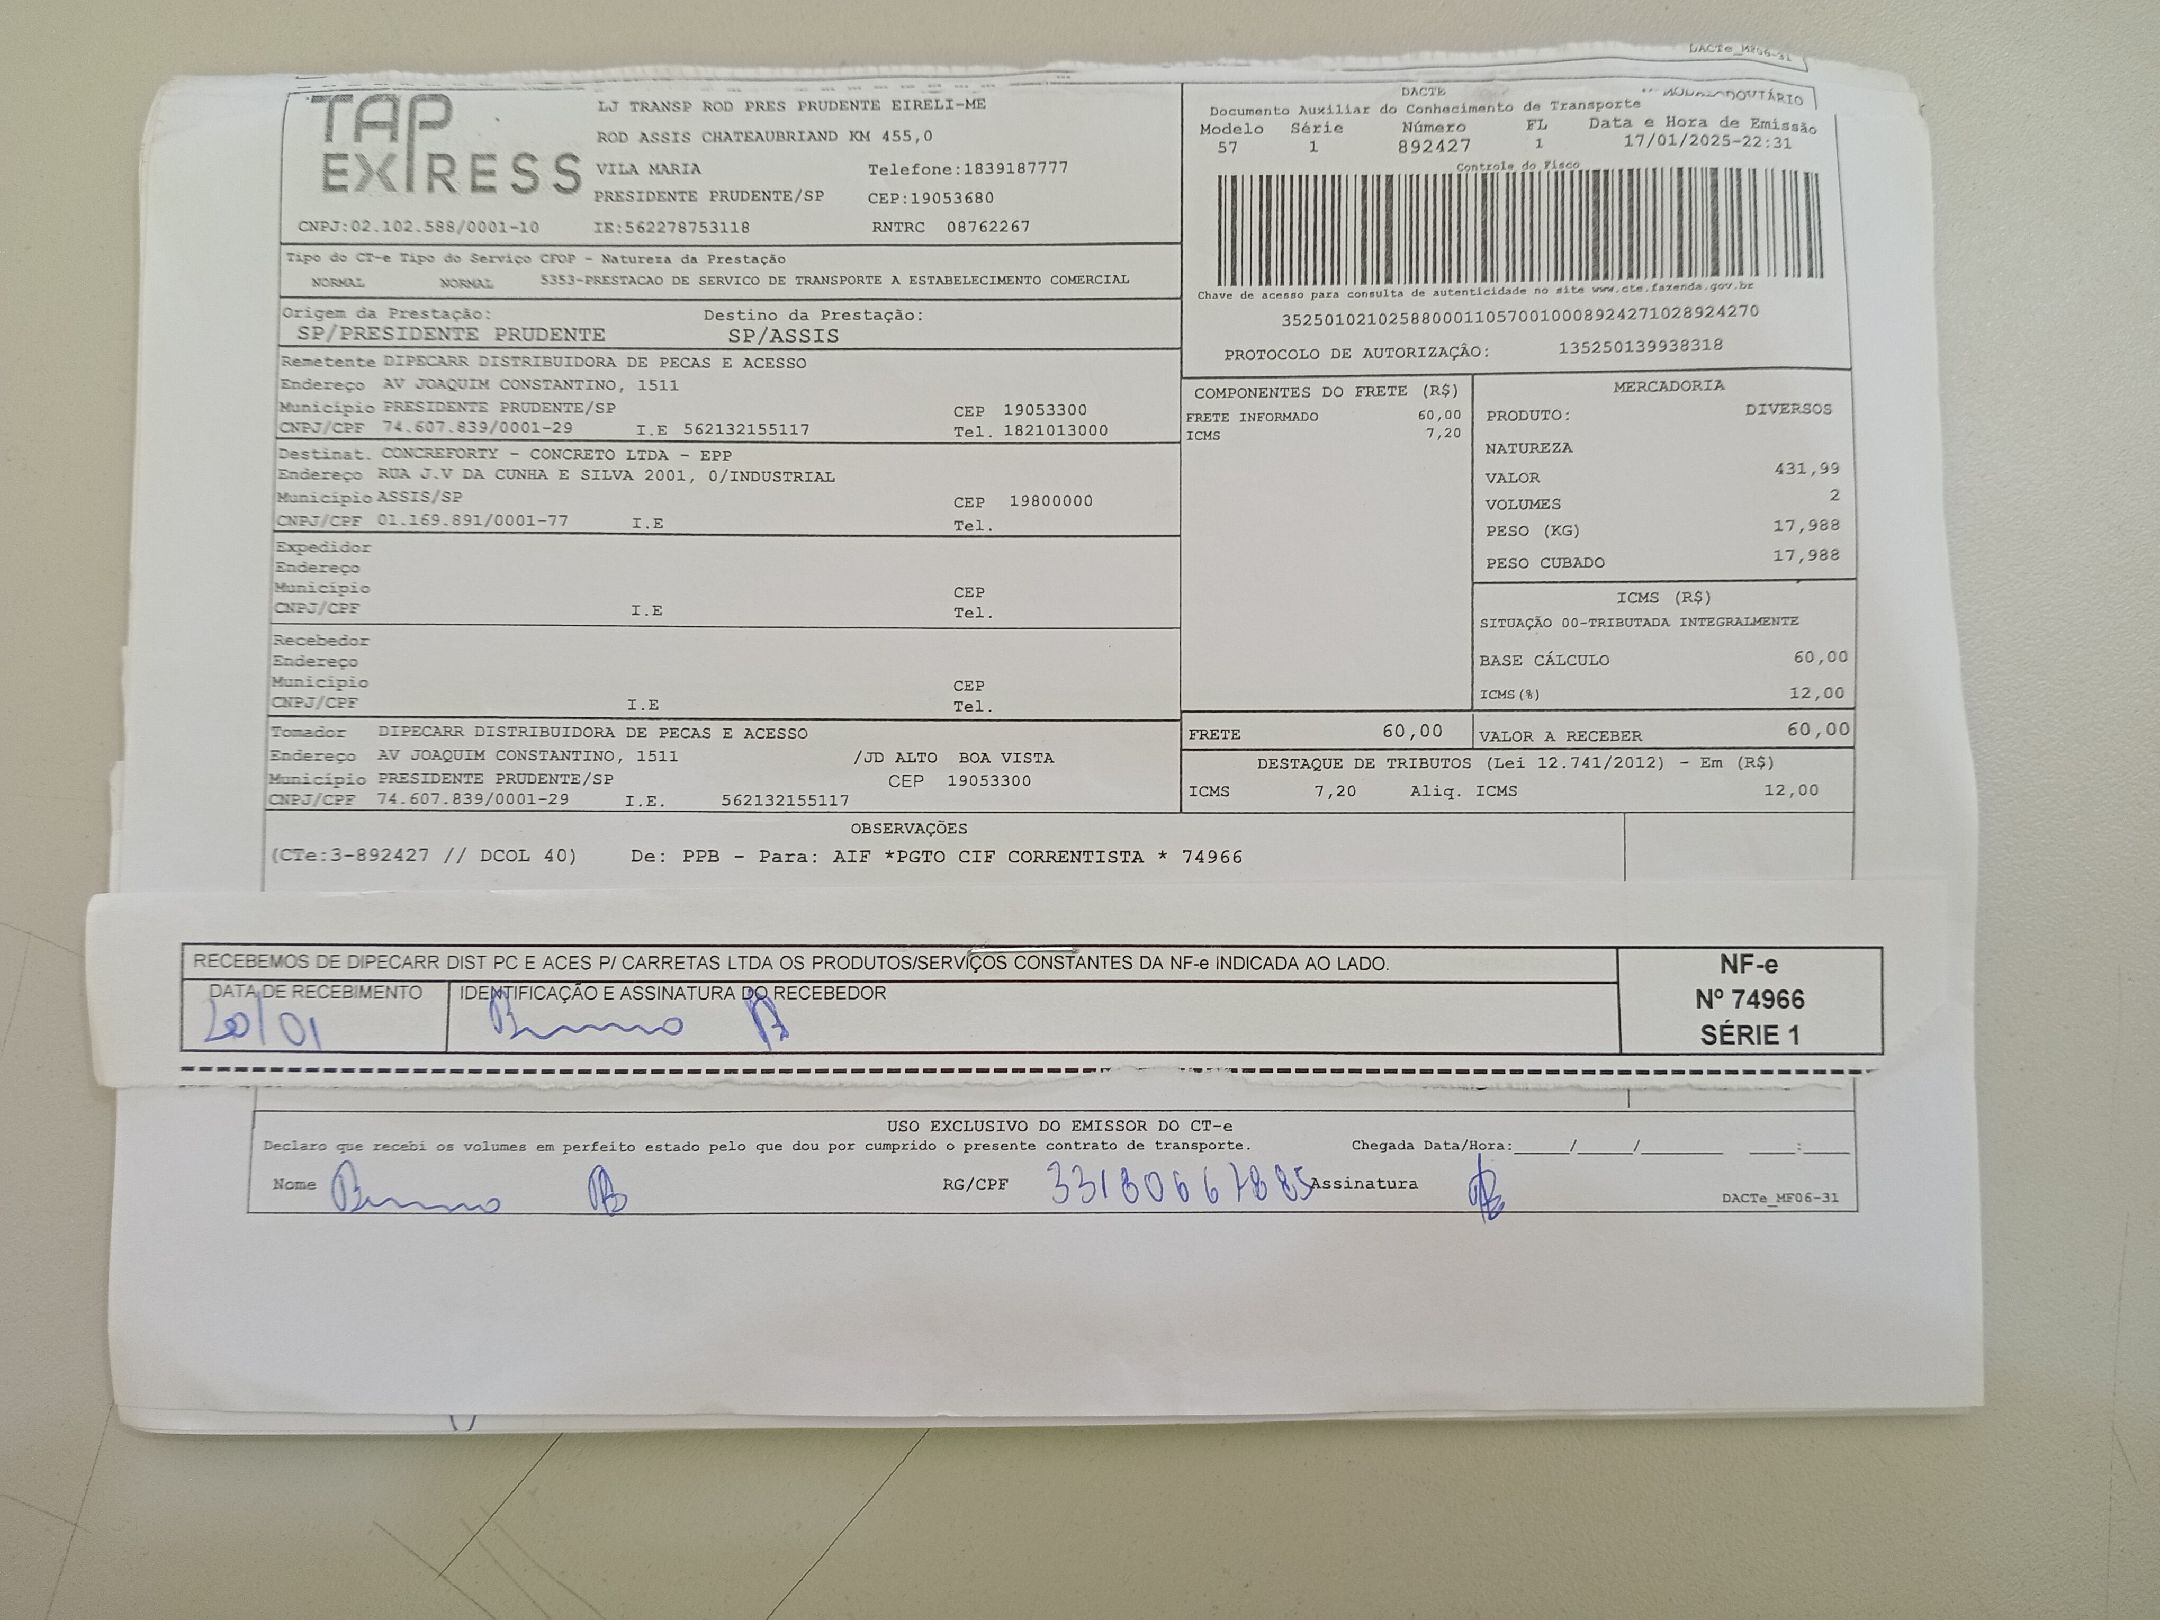 DACTe_MF06-31
TAP EXPRESS
LJ TRANSP ROD PRES PRUDENTE EIRELI-ME
ROD ASSIS CHATEAUBRIAND KM 455,0
VILA MARIA Telefone:1839187777
PRESIDENTE PRUDENTE/SP CEP:19053680
CNPJ:02.102.588/0001-10 IE:562278753118 RNTRC 08762267
DACTE
Documento Auxiliar do Conhecimento de Transporte
Modelo Série Número FL Data e Hora de Emissão
57 1 892427 1 17/01/2025-22:31
Controle do Fisco
Chave de acesso para consulta de autenticidade no site www.cte.fazenda.gov.br
35250102102588000110570010008924271028924270
PROTOCOLO DE AUTORIZAÇÃO: 135250139938318
Tipo do CT-e Tipo do Serviço CFOP - Natureza da Prestação
NORMAL NORMAL 5353-PRESTACAO DE SERVICO DE TRANSPORTE A ESTABELECIMENTO COMERCIAL
Origem da Prestação: Destino da Prestação:
SP/PRESIDENTE PRUDENTE SP/ASSIS
Remetente DIPECARR DISTRIBUIDORA DE PECAS E ACESSO
Endereço AV JOAQUIM CONSTANTINO, 1511
Município PRESIDENTE PRUDENTE/SP CEP 19053300
CNPJ/CPF 74.607.839/0001-29 I.E 562132155117 Tel. 1821013000
Destinat. CONCREFORTY - CONCRETO LTDA - EPP
Endereço RUA J.V DA CUNHA E SILVA 2001, 0/INDUSTRIAL
Município ASSIS/SP CEP 19800000
CNPJ/CPF 01.169.891/0001-77 I.E Tel.
Expedidor
Endereço
Município CEP
CNPJ/CPF I.E Tel.
Recebedor
Endereço
Município CEP
CNPJ/CPF I.E Tel.
Tomador DIPECARR DISTRIBUIDORA DE PECAS E ACESSO
Endereço AV JOAQUIM CONSTANTINO, 1511 /JD ALTO BOA VISTA
Município PRESIDENTE PRUDENTE/SP CEP 19053300
CNPJ/CPF 74.607.839/0001-29 I.E. 562132155117
COMPONENTES DO FRETE (R$)
FRETE INFORMADO 60,00
ICMS 7,20
MERCADORIA
PRODUTO: DIVERSOS
NATUREZA
VALOR 431,99
VOLUMES 2
PESO (KG) 17,988
PESO CUBADO 17,988
ICMS (R$)
SITUAÇÃO 00-TRIBUTADA INTEGRALMENTE
BASE CÁLCULO 60,00
ICMS(%) 12,00
FRETE 60,00 VALOR A RECEBER 60,00
DESTAQUE DE TRIBUTOS (Lei 12.741/2012) - Em (R$)
ICMS 7,20 Aliq. ICMS 12,00
OBSERVAÇÕES
(CTe:3-892427 // DCOL 40) De: PPB - Para: AIF *PGTO CIF CORRENTISTA * 74966
RECEBEMOS DE DIPECARR DIST PC E ACES P/ CARRETAS LTDA OS PRODUTOS/SERVIÇOS CONSTANTES DA NF-e INDICADA AO LADO.
DATA DE RECEBIMENTO IDENTIFICAÇÃO E ASSINATURA DO RECEBEDOR
20/01 Bruno
NF-e
Nº 74966
SÉRIE 1
USO EXCLUSIVO DO EMISSOR DO CT-e
Declaro que recebi os volumes em perfeito estado pelo que dou por cumprido o presente contrato de transporte. Chegada Data/Hora:_____/_____/_______ ____:____
Nome Bruno RG/CPF 33180667885 Assinatura
DACTe_MF06-31